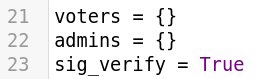 21 voters = {}
22 admins = {}
23 sig_verify = True